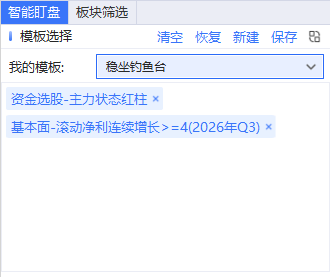 智能盯盘 板块筛选
模板选择 清空 恢复 新建 保存
我的模板: 稳坐钓鱼台
资金选股-主力状态红柱 ×
基本面-滚动净利连续增长>=4(2026年Q3) ×